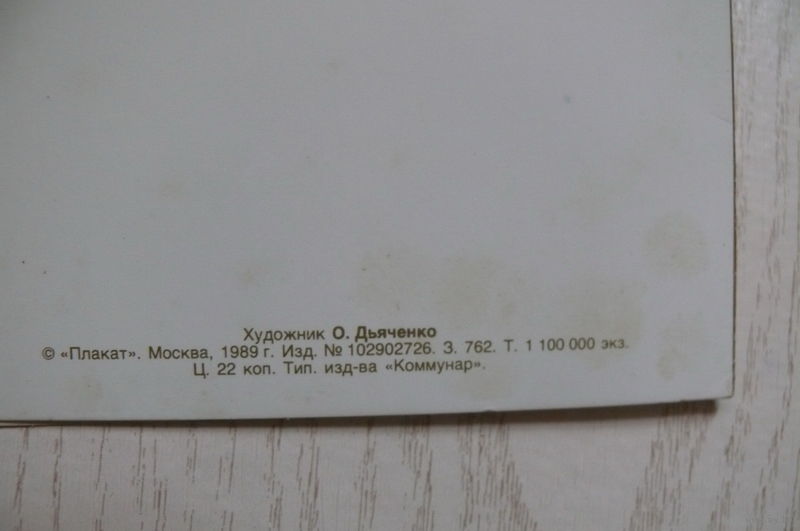 Художник О. Дьяченко
© «Плакат». Москва, 1989 г. Изд. № 102902726. З. 762. Т. 1 100 000 экз.
Ц. 22 коп. Тип. изд-ва «Коммунар».